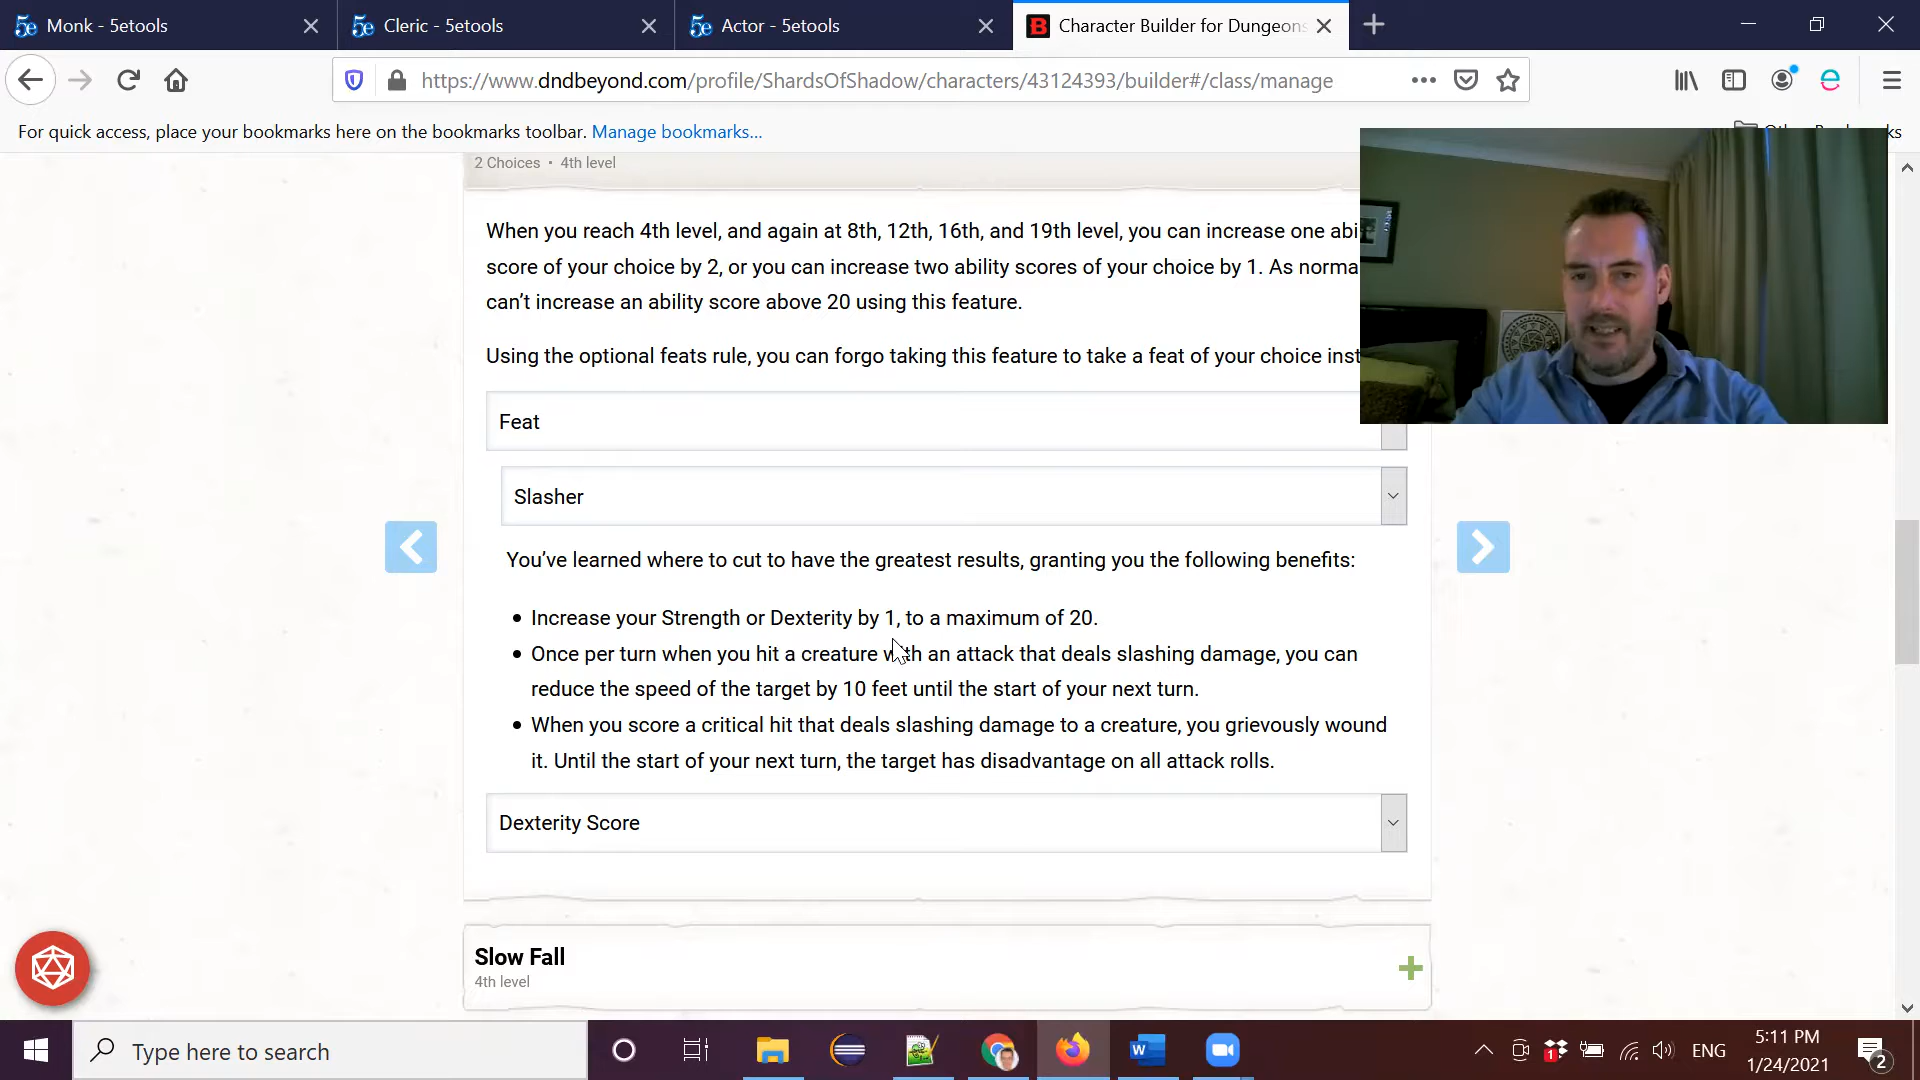 Monk - 5etools
Cleric - 5etools
Actor - 5etools
Character Builder for Dungeons
https://www.dndbeyond.com/profile/ShardsOfShadow/characters/43124393/builder#/class/manage
For quick access, place your bookmarks here on the bookmarks toolbar. Manage bookmarks...
2 Choices • 4th level
When you reach 4th level, and again at 8th, 12th, 16th, and 19th level, you can increase one abi
score of your choice by 2, or you can increase two ability scores of your choice by 1. As norma
can't increase an ability score above 20 using this feature.
Using the optional feats rule, you can forgo taking this feature to take a feat of your choice inst
Feat
Slasher
You've learned where to cut to have the greatest results, granting you the following benefits:
• Increase your Strength or Dexterity by 1, to a maximum of 20.
• Once per turn when you hit a creature with an attack that deals slashing damage, you can
reduce the speed of the target by 10 feet until the start of your next turn.
• When you score a critical hit that deals slashing damage to a creature, you grievously wound
it. Until the start of your next turn, the target has disadvantage on all attack rolls.
Dexterity Score
Slow Fall
4th level
Type here to search
ENG
5:11 PM
1/24/2021
2